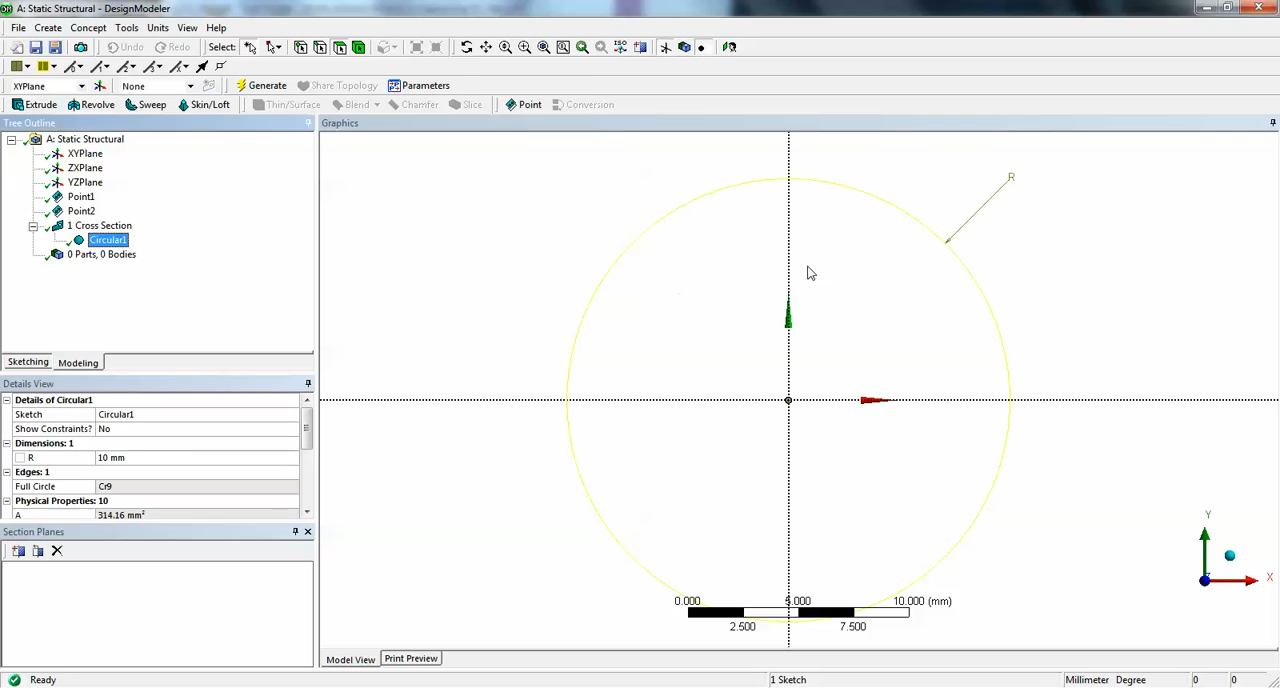 A: Static Structural - DesignModeler
File Create Concept Tools Units View Help
Undo Redo Select:
XYPlane None Generate Share Topology Parameters
Extrude Revolve Sweep Skin/Loft Thin/Surface Blend Chamfer Slice Point Conversion
Tree Outline
A: Static Structural
XYPlane
ZXPlane
YZPlane
Point1
Point2
1 Cross Section
Circular1
0 Parts, 0 Bodies
Sketching Modeling
Details View
Details of Circular1
Sketch Circular1
Show Constraints? No
Dimensions: 1
R 10 mm
Edges: 1
Full Circle Cr9
Physical Properties: 10
A 314.16 mm²
Section Planes
Graphics
R
0.000 5.000 10.000 (mm)
2.500 7.500
Y
X
Model View Print Preview
Ready 1 Sketch Millimeter Degree 0 0